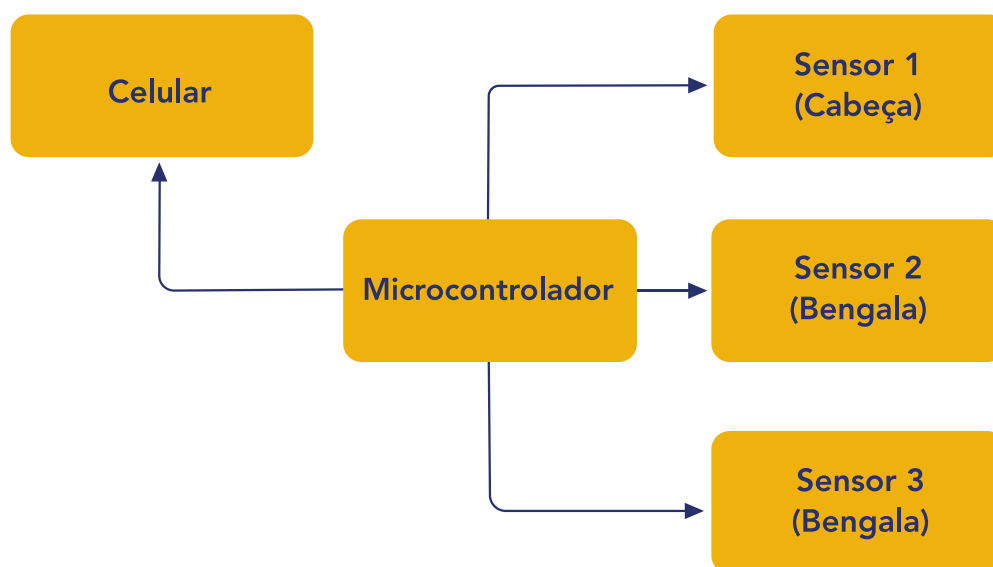 Celular
Sensor 1
(Cabeça)
Microcontrolador
Sensor 2
(Bengala)
Sensor 3
(Bengala)